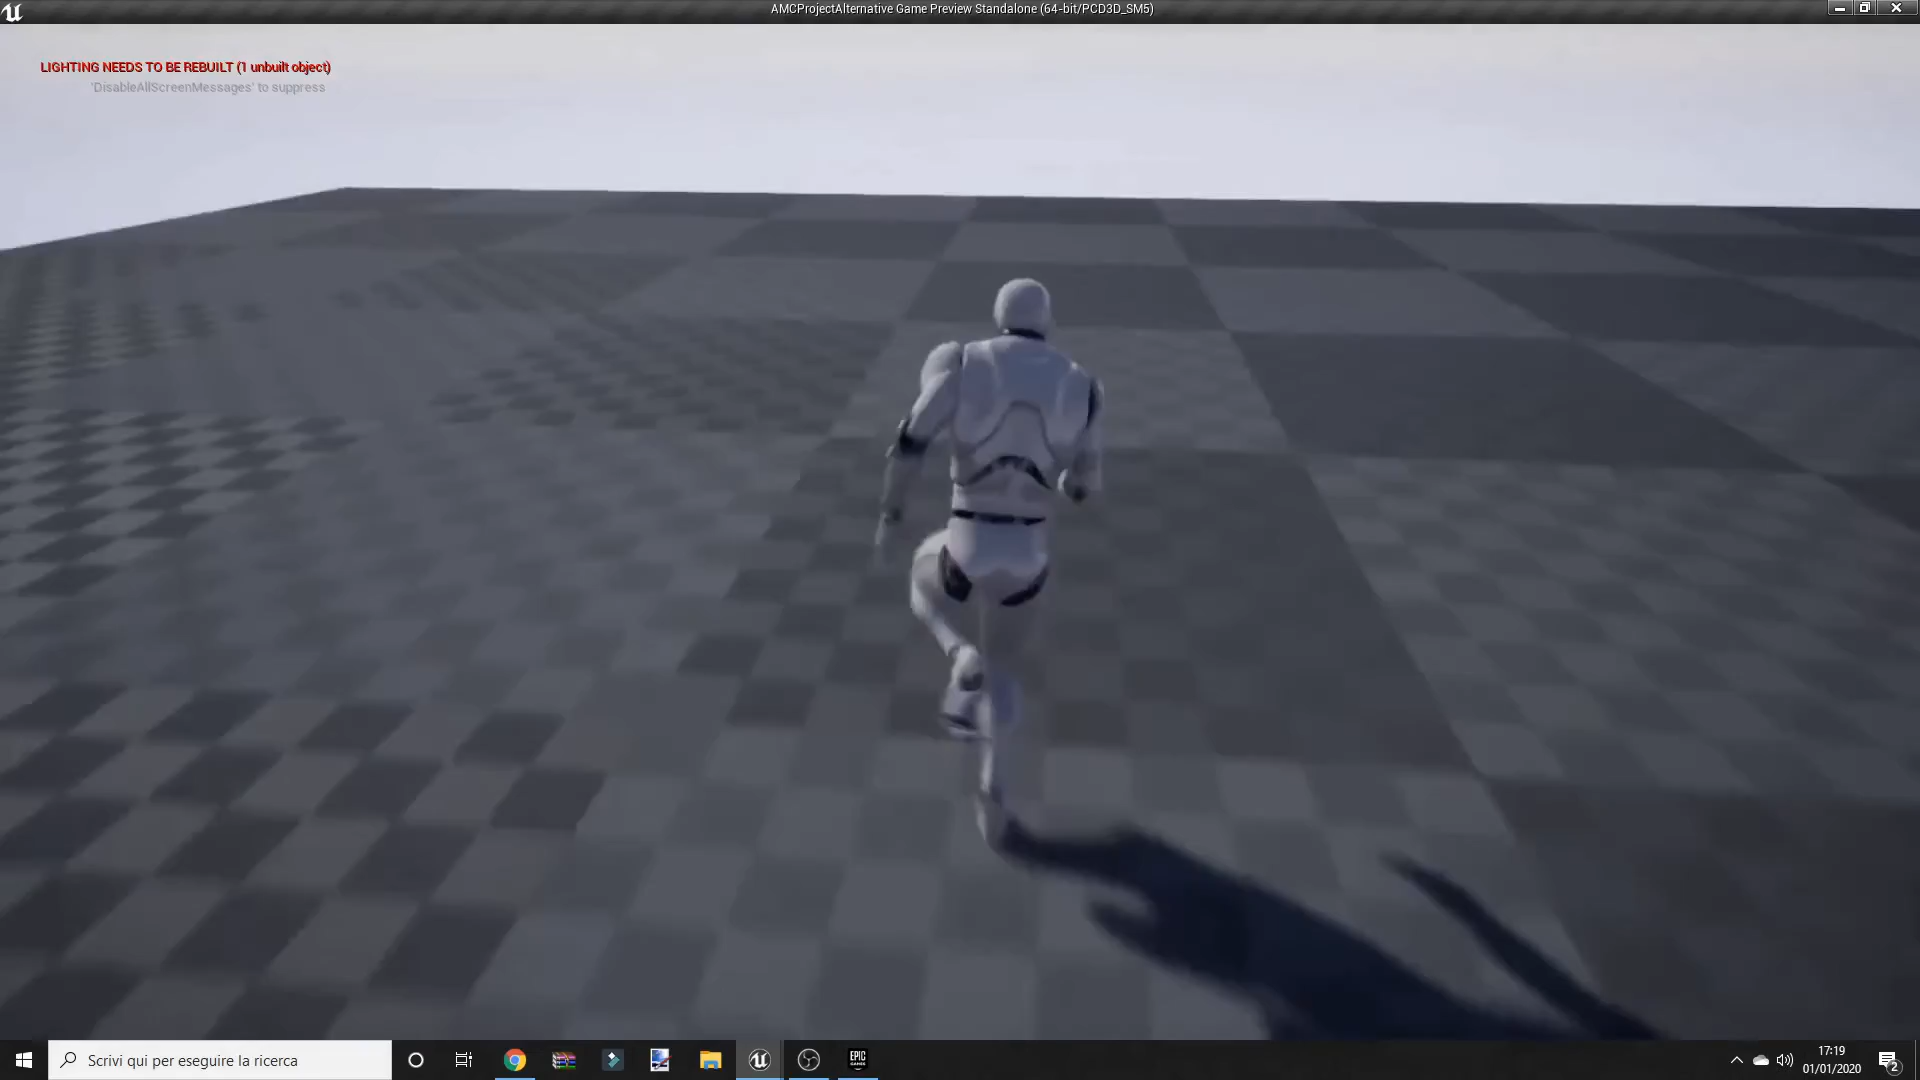 AMCProjectAlternative Game Preview Standalone (64-bit/PCD3D_SM5)
LIGHTING NEEDS TO BE REBUILT (1 unbuilt object)
'DisableAllScreenMessages' to suppress
Scrivi qui per eseguire la ricerca
EPIC
GAMES
17:19
01/01/2020
2